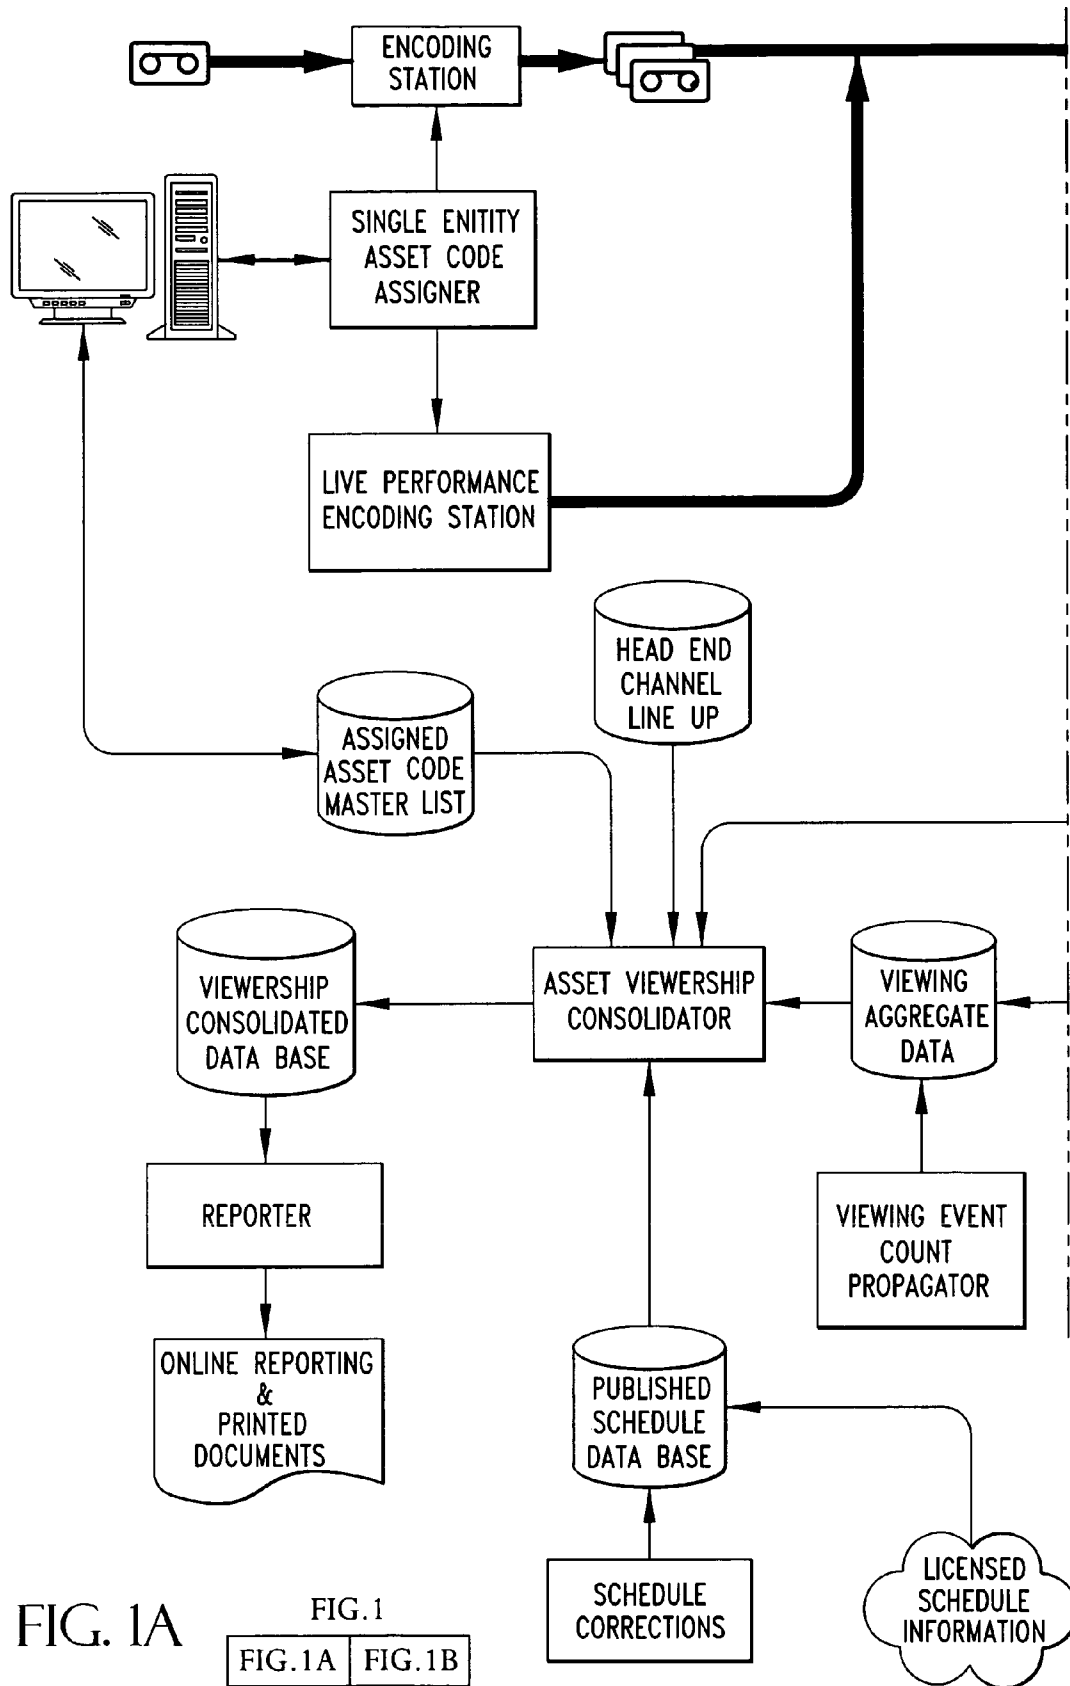 ENCODING
STATION
SINGLE ENITITY
ASSET CODE
ASSIGNER
LIVE PERFORMANCE
ENCODING STATION
HEAD END
CHANNEL
LINE UP
ASSIGNED
ASSET CODE
MASTER LIST
VIEWERSHIP
CONSOLIDATED
DATA BASE
ASSET VIEWERSHIP
CONSOLIDATOR
VIEWING
AGGREGATE
DATA
REPORTER
VIEWING EVENT
COUNT
PROPAGATOR
ONLINE REPORTING
&
PRINTED
DOCUMENTS
PUBLISHED
SCHEDULE
DATA BASE
SCHEDULE
CORRECTIONS
LICENSED
SCHEDULE
INFORMATION
FIG. 1A
FIG. 1
FIG. 1A FIG. 1B